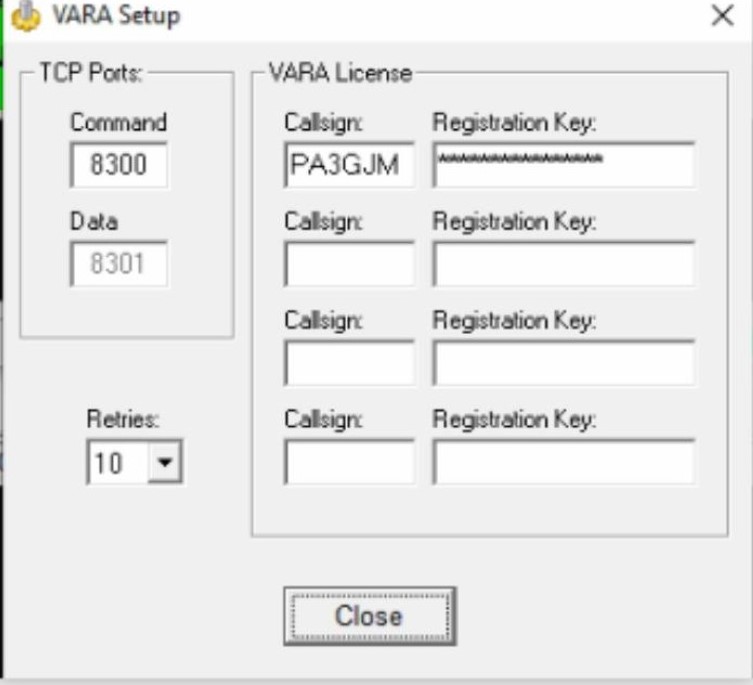 VARA Setup
TCP Ports:
Command
8300
Data
8301
Retries:
10
VARA License
Callsign: Registration Key:
PA3GJM ****************
Callsign: Registration Key:
Callsign: Registration Key:
Callsign: Registration Key:
Close